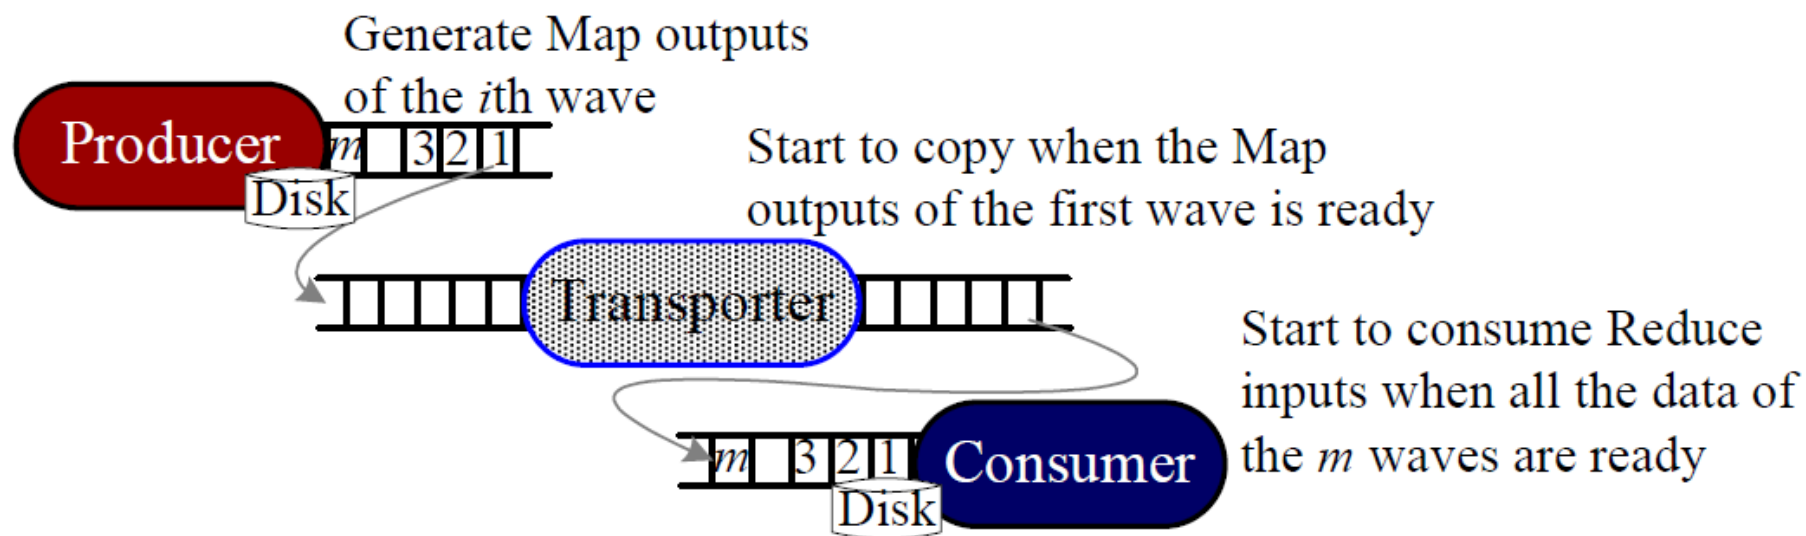 Generate Map outputs
of the ith wave
Producer
m 3 2 1
Disk
Start to copy when the Map
outputs of the first wave is ready
Transporter
Start to consume Reduce
inputs when all the data of
the m waves are ready
m 3 2 1
Consumer
Disk